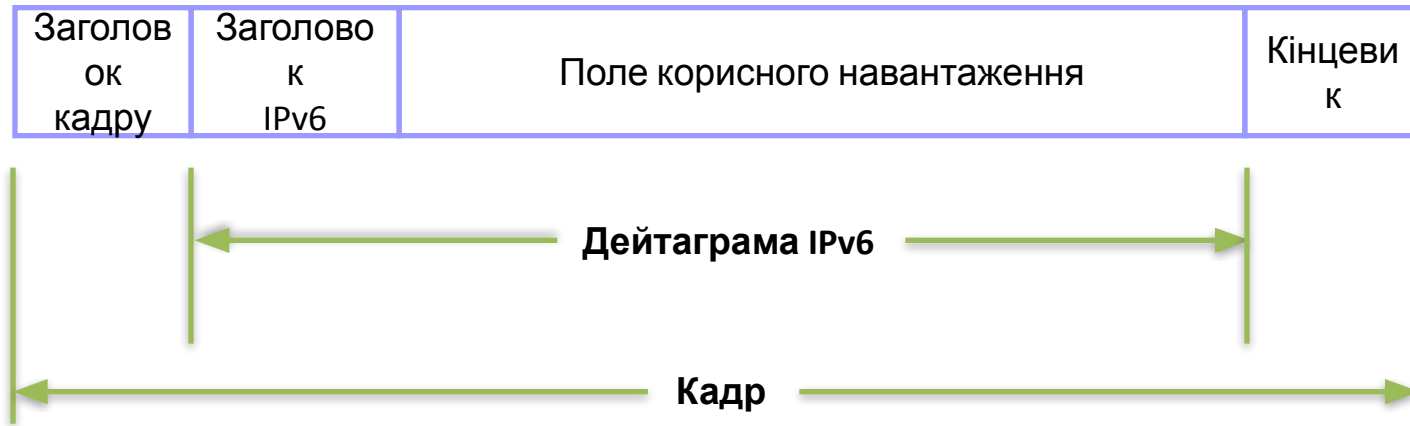 Заголов
ок
кадру
Заголово
к
IPv6
Поле корисного навантаження
Кінцеви
к
Дейтаграма IPv6
Кадр